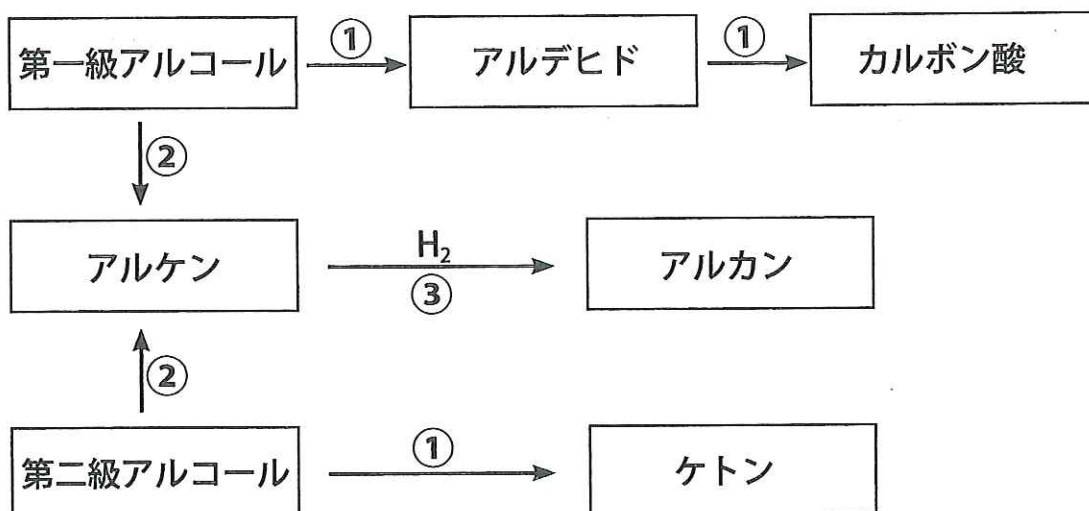 第一級アルコール
①
アルデヒド
①
カルボン酸
②
アルケン
H₂
③
アルカン
②
第二級アルコール
①
ケトン